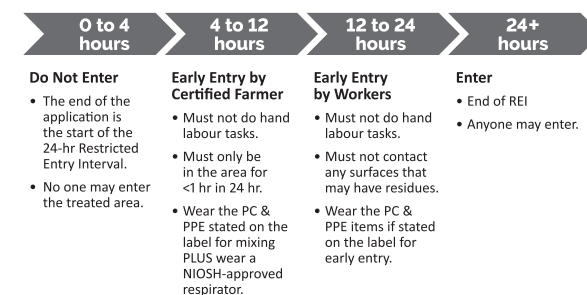 0 to 4
hours
4 to 12
hours
12 to 24
hours
24+
hours
Do Not Enter
• The end of the
application is
the start of the
24-hr Restricted
Entry Interval.
• No one may enter
the treated area.
Early Entry by
Certified Farmer
• Must not do hand
labour tasks.
• Must only be
in the area for
<1 hr in 24 hr.
• Wear the PC &
PPE stated on the
label for mixing
PLUS wear a
NIOSH-approved
respirator.
Early Entry
by Workers
• Must not do hand
labour tasks.
• Must not contact
any surfaces that
may have residues.
• Wear the PC &
PPE items if stated
on the label for
early entry.
Enter
• End of REI
• Anyone may enter.